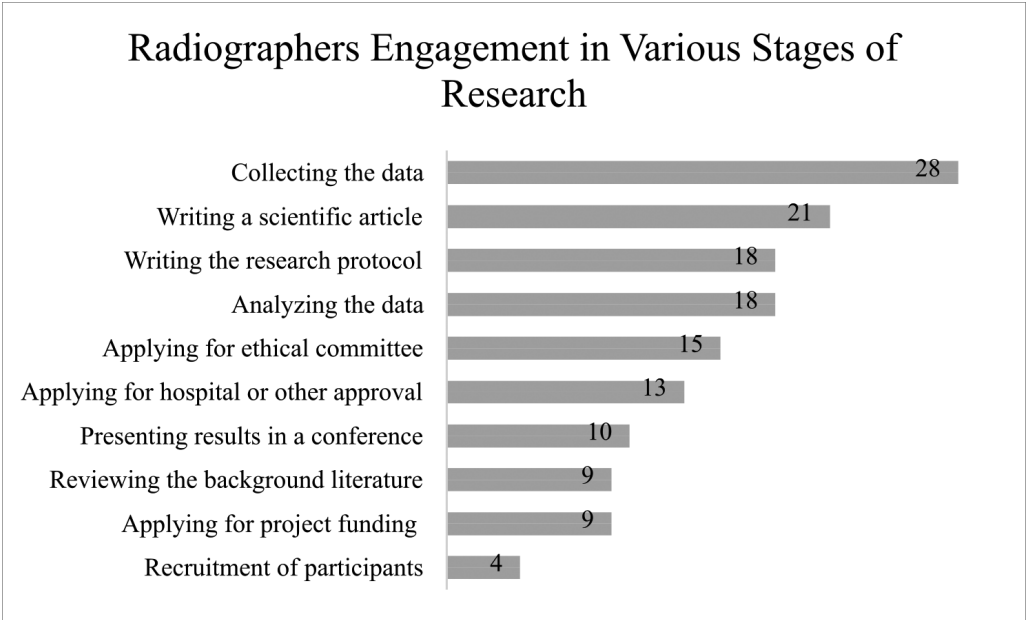 Radiographers Engagement in Various Stages of
Research
Collecting the data 28
Writing a scientific article 21
Writing the research protocol 18
Analyzing the data 18
Applying for ethical committee 15
Applying for hospital or other approval 13
Presenting results in a conference 10
Reviewing the background literature 9
Applying for project funding 9
Recruitment of participants 4